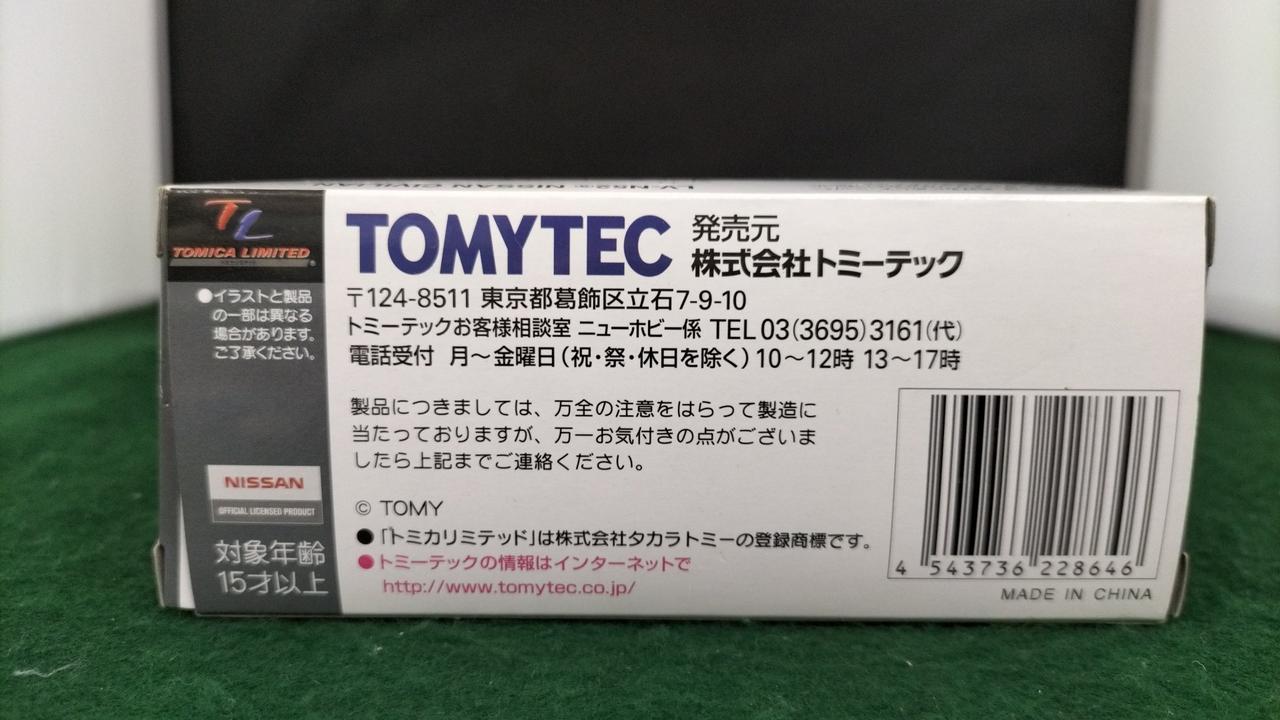 LV-N52a NISSAN CIVILIAN
TL
TOMICA LIMITED
●イラストと製品
の一部は異なる
場合があります。
ご了承ください。
NISSAN
OFFICIAL LICENSED PRODUCT
対象年齢
15才以上
TOMYTEC
発売元
株式会社トミーテック
〒124-8511 東京都葛飾区立石7-9-10
トミーテックお客様相談室 ニューホビー係 TEL 03(3695)3161(代)
電話受付 月〜金曜日(祝・祭・休日を除く)10〜12時 13〜17時
製品につきましては、万全の注意をはらって製造に
当たっておりますが、万一お気付きの点がございま
したら上記までご連絡ください。
© TOMY
●「トミカリミテッド」は株式会社タカラトミーの登録商標です。
●トミーテックの情報はインターネットで
http://www.tomytec.co.jp/
4 543736 228646
MADE IN CHINA